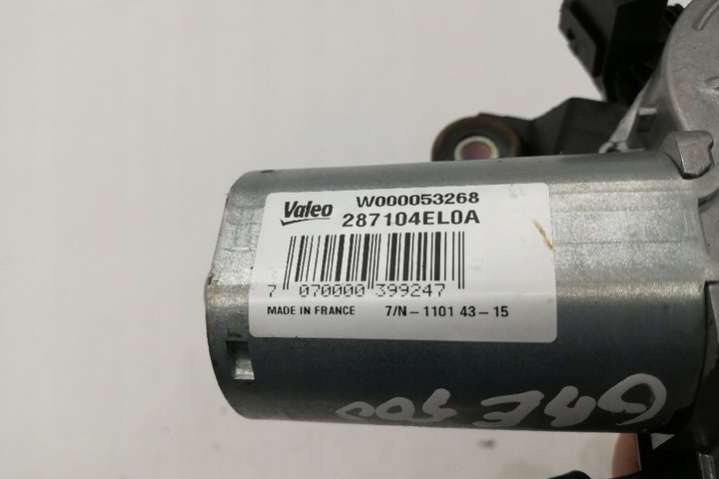 Valeo W000053268
287104EL0A
7 070000 399247
MADE IN FRANCE 7/N-1101 43-15